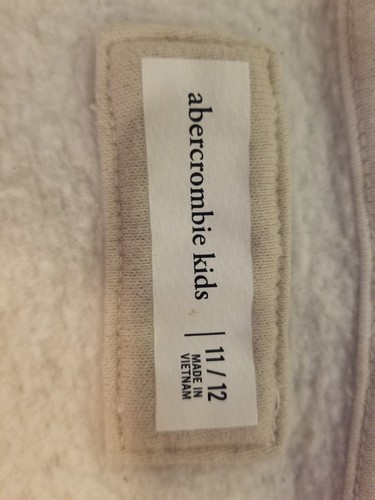 abercrombie kids | 11 / 12
MADE IN
VIETNAM